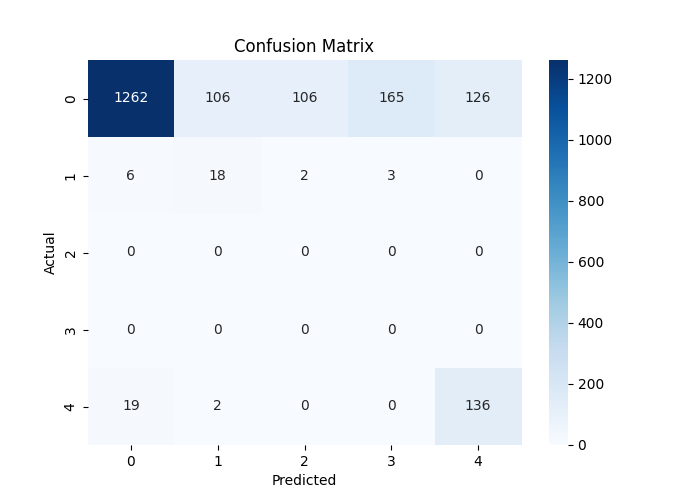 Confusion Matrix
0 1262 106 106 165 126
1 6 18 2 3 0
2 0 0 0 0 0
3 0 0 0 0 0
4 19 2 0 0 136
0 1 2 3 4
Predicted
Actual
1200
1000
800
600
400
200
0